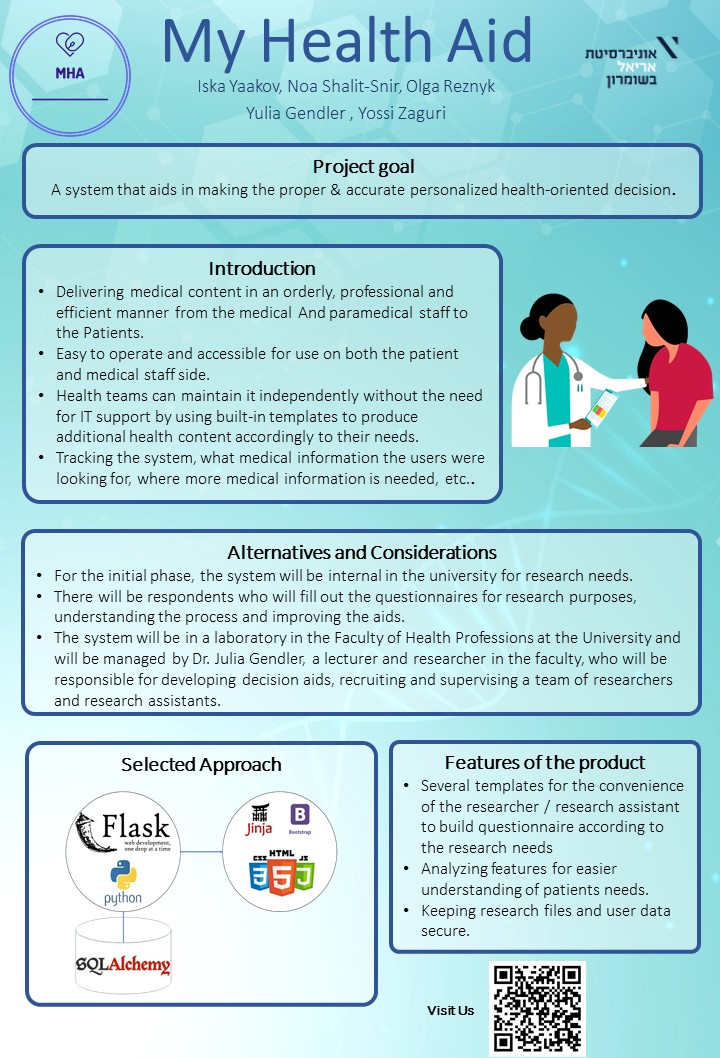 MHA
My Health Aid
Iska Yaakov, Noa Shalit-Snir, Olga Reznyk
Yulia Gendler , Yossi Zaguri
אוניברסיטת
אריאל
בשומרון
Project goal
A system that aids in making the proper & accurate personalized health-oriented decision.
Introduction
• Delivering medical content in an orderly, professional and
efficient manner from the medical And paramedical staff to
the Patients.
• Easy to operate and accessible for use on both the patient
and medical staff side.
• Health teams can maintain it independently without the need
for IT support by using built-in templates to produce
additional health content accordingly to their needs.
• Tracking the system, what medical information the users were
looking for, where more medical information is needed, etc..
Alternatives and Considerations
• For the initial phase, the system will be internal in the university for research needs.
• There will be respondents who will fill out the questionnaires for research purposes,
understanding the process and improving the aids.
• The system will be in a laboratory in the Faculty of Health Professions at the University and
will be managed by Dr. Julia Gendler, a lecturer and researcher in the faculty, who will be
responsible for developing decision aids, recruiting and supervising a team of researchers
and research assistants.
Selected Approach
Flask
web development,
one drop at a time
python
SQLAlchemy
Jinja
B
Bootstrap
CSS HTML JS
3 5 J
Features of the product
• Several templates for the convenience
of the researcher / research assistant
to build questionnaire according to
the research needs
• Analyzing features for easier
understanding of patients needs.
• Keeping research files and user data
secure.
Visit Us